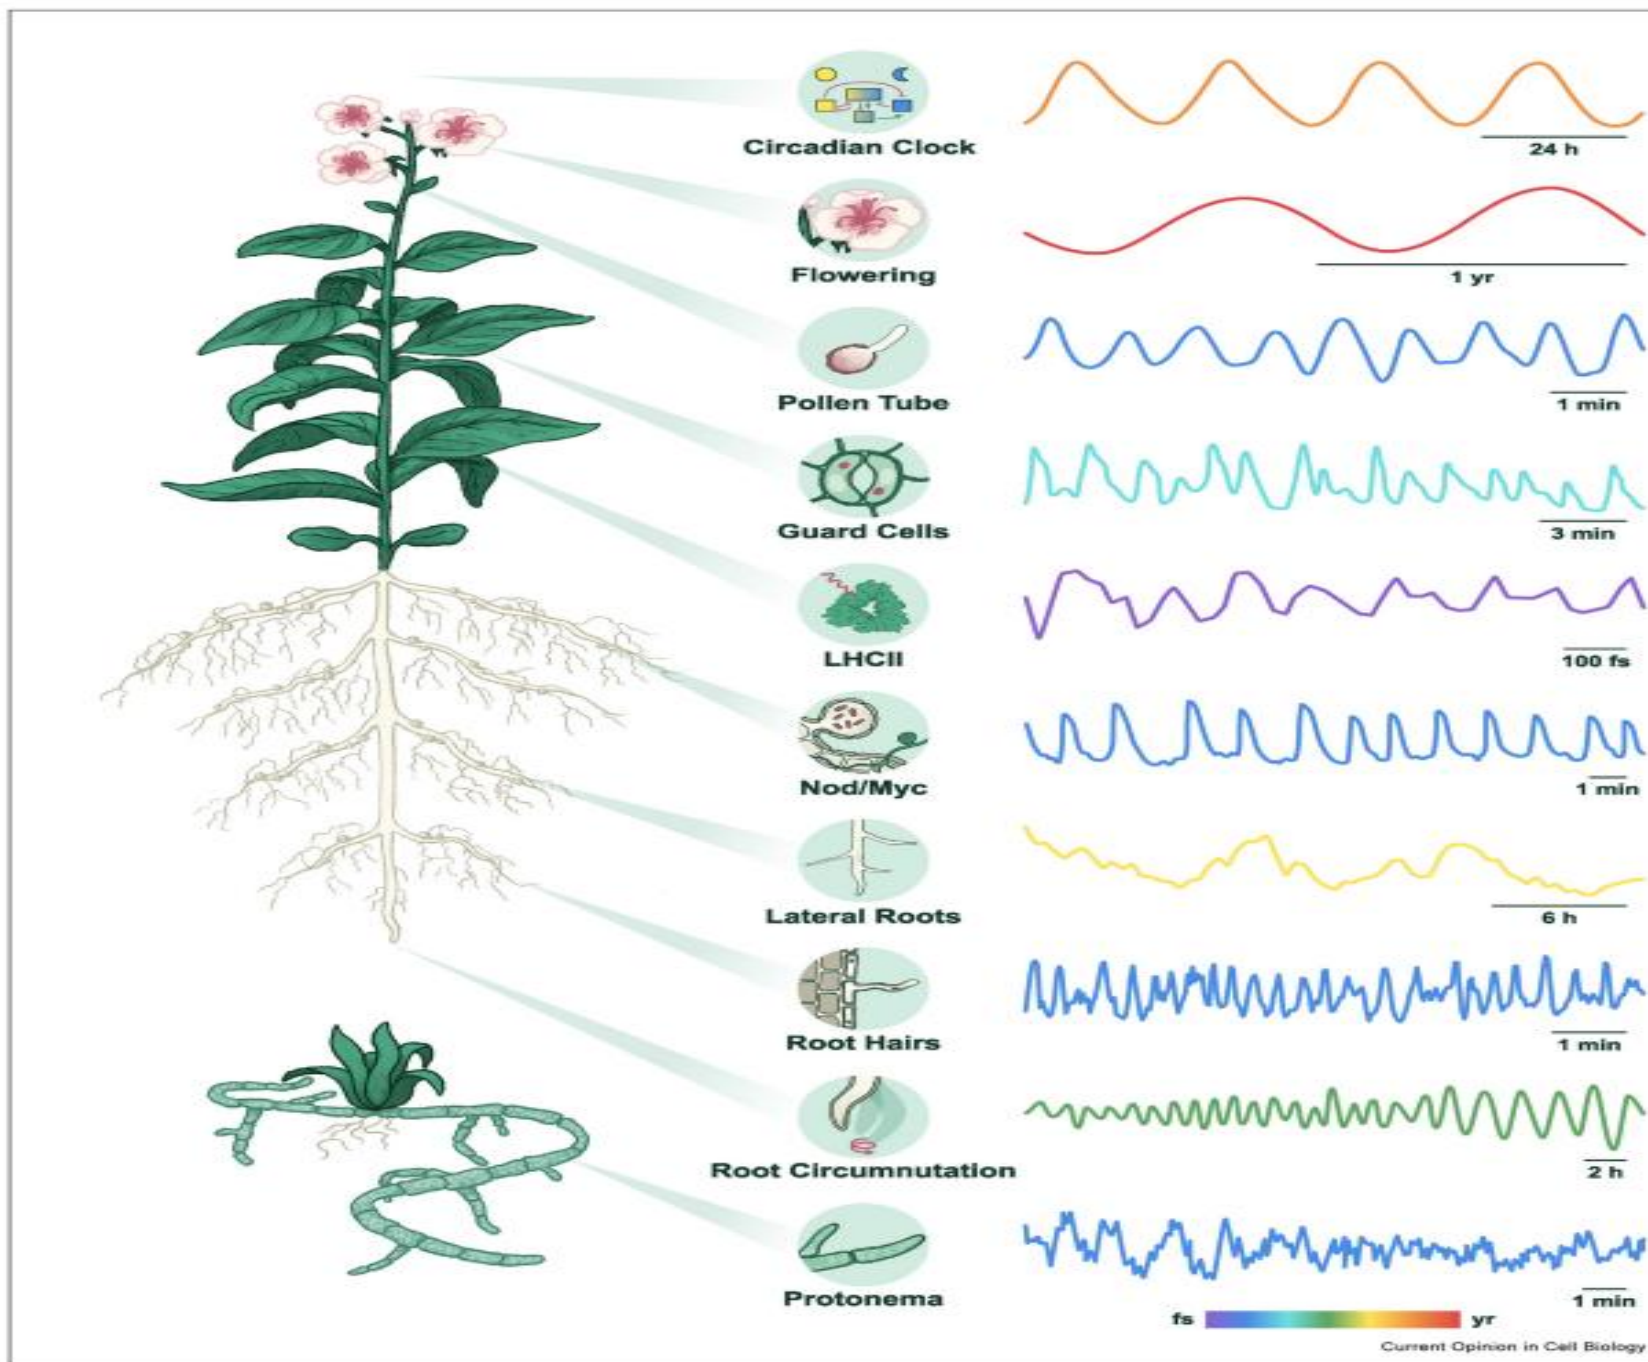 Circadian Clock
24 h
Flowering
1 yr
Pollen Tube
1 min
Guard Cells
3 min
LHCII
100 fs
Nod/Myc
1 min
Lateral Roots
6 h
Root Hairs
1 min
Root Circumnutation
2 h
Protonema
1 min
fs yr
Current Opinion in Cell Biology